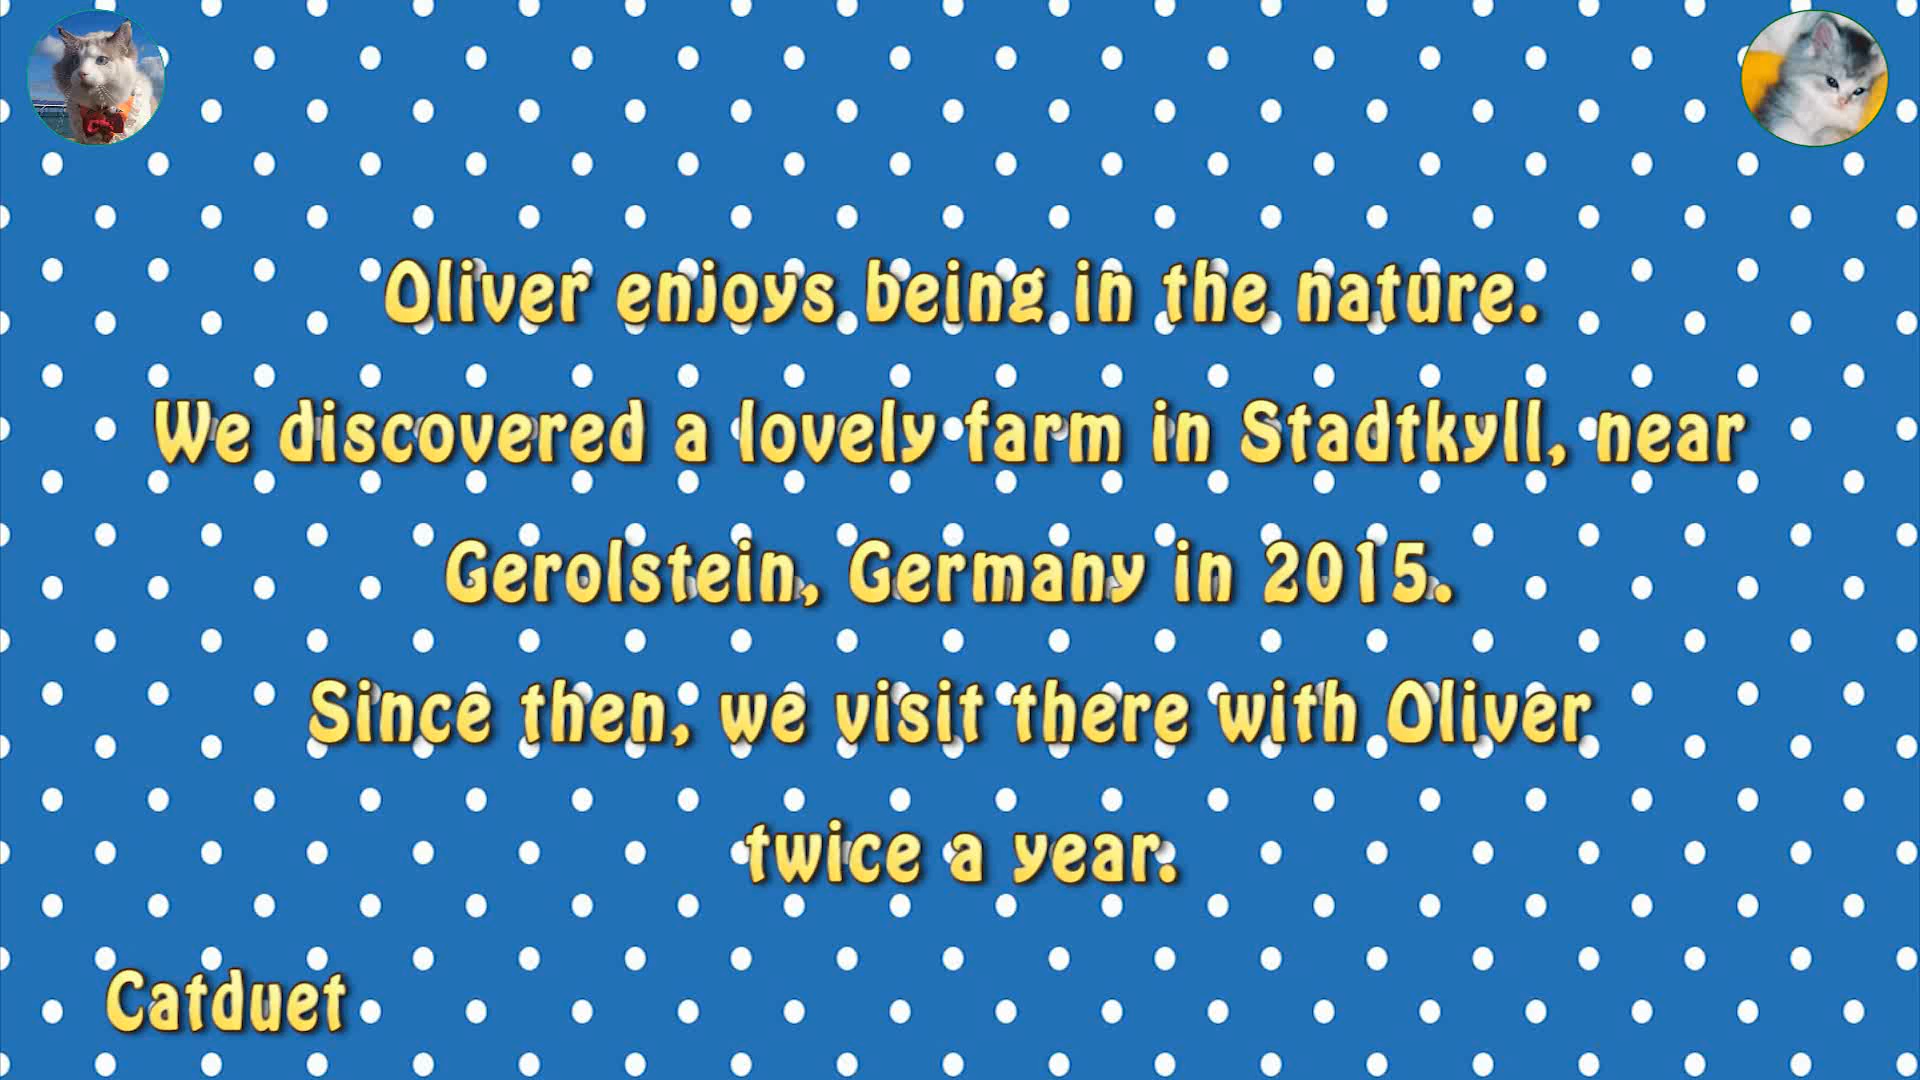 Oliver enjoys being in the nature.
We discovered a lovely farm in Stadtkyll, near
Gerolstein, Germany in 2015.
Since then, we visit there with Oliver
twice a year.
Catduet